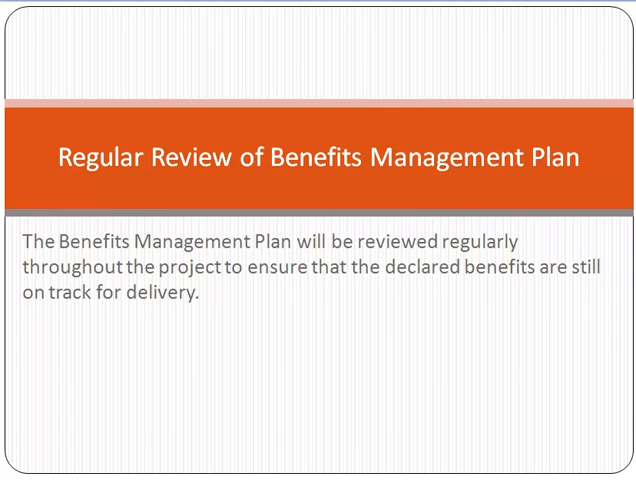 Regular Review of Benefits Management Plan
The Benefits Management Plan will be reviewed regularly
throughout the project to ensure that the declared benefits are still
on track for delivery.